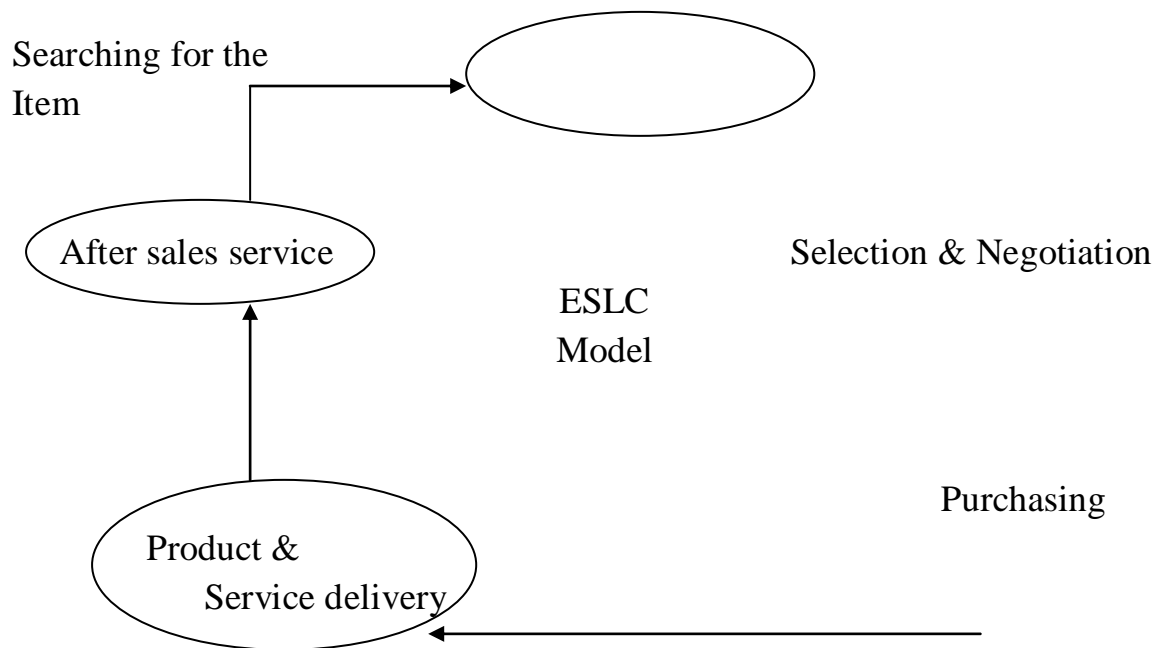 Searching for the
Item
After sales service
Selection & Negotiation
ESLC
Model
Purchasing
Product &
Service delivery